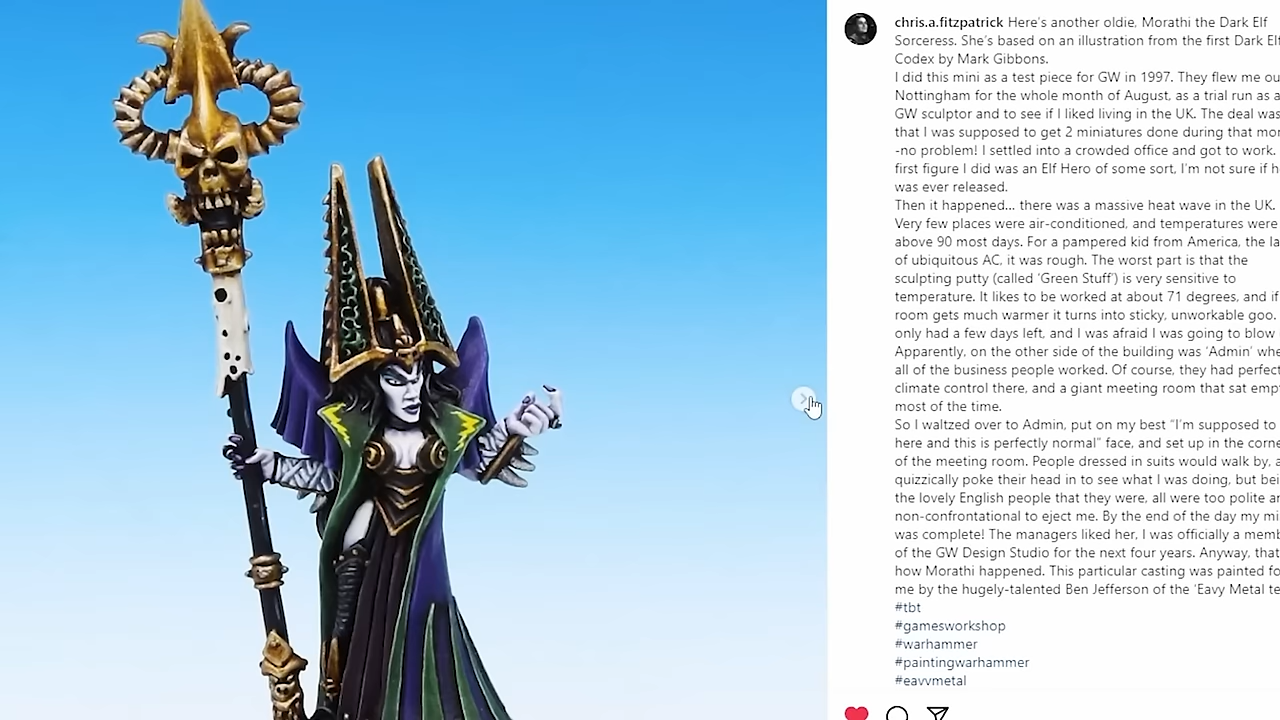 chris.a.fitzpatrick Here's another oldie, Morathi the Dark Elf
Sorceress. She's based on an illustration from the first Dark Elf
Codex by Mark Gibbons.
I did this mini as a test piece for GW in 1997. They flew me ou
Nottingham for the whole month of August, as a trial run as a
GW sculptor and to see if I liked living in the UK. The deal was
that I was supposed to get 2 miniatures done during that mon
-no problem! I settled into a crowded office and got to work.
first figure I did was an Elf Hero of some sort, I'm not sure if h
was ever released.
Then it happened... there was a massive heat wave in the UK.
Very few places were air-conditioned, and temperatures were
above 90 most days. For a pampered kid from America, the la
of ubiquitous AC, it was rough. The worst part is that the
sculpting putty (called 'Green Stuff') is very sensitive to
temperature. It likes to be worked at about 71 degrees, and if
room gets much warmer it turns into sticky, unworkable goo.
only had a few days left, and I was afraid I was going to blow
Apparently, on the other side of the building was 'Admin' whe
all of the business people worked. Of course, they had perfect
climate control there, and a giant meeting room that sat empt
most of the time.
So I waltzed over to Admin, put on my best "I'm supposed to
here and this is perfectly normal" face, and set up in the corne
of the meeting room. People dressed in suits would walk by, a
quizzically poke their head in to see what I was doing, but bei
the lovely English people that they were, all were too polite an
non-confrontational to eject me. By the end of the day my mi
was complete! The managers liked her, I was officially a memb
of the GW Design Studio for the next four years. Anyway, that
how Morathi happened. This particular casting was painted fo
me by the hugely-talented Ben Jefferson of the 'Eavy Metal te
#tbt
#gamesworkshop
#warhammer
#paintingwarhammer
#eavvmetal